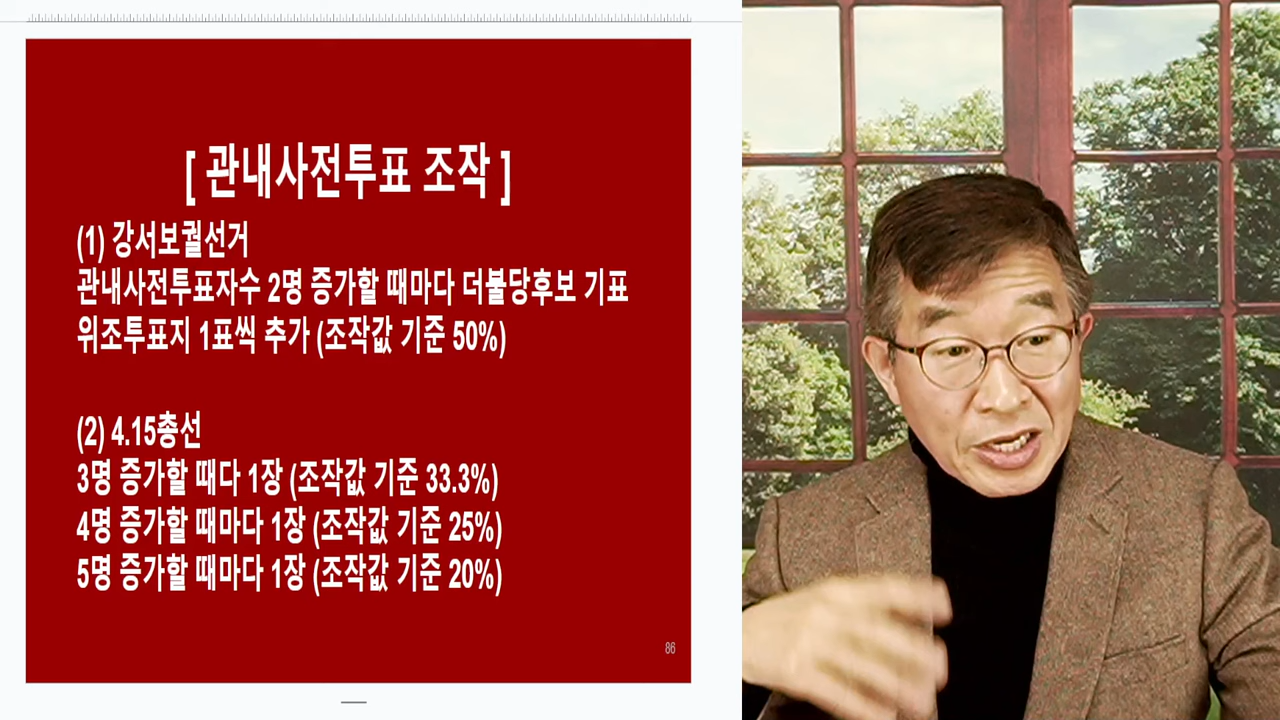 [ 관내사전투표 조작 ]
(1) 강서보궐선거
관내사전투표자수 2명 증가할 때마다 더불당후보 기표
위조투표지 1표씩 추가 (조작값 기준 50%)
(2) 4.15총선
3명 증가할 때다 1장 (조작값 기준 33.3%)
4명 증가할 때마다 1장 (조작값 기준 25%)
5명 증가할 때마다 1장 (조작값 기준 20%)
86